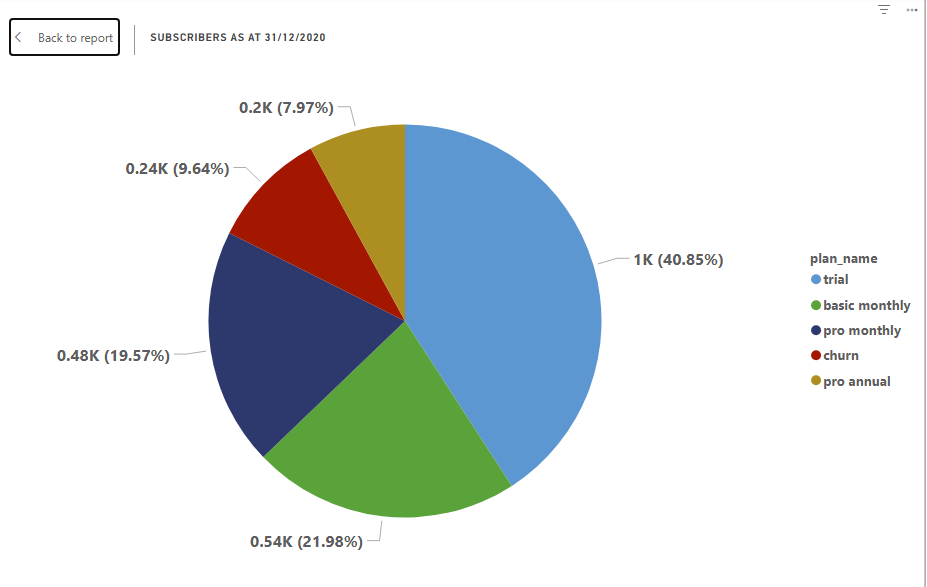 Back to report
SUBSCRIBERS AS AT 31/12/2020
0.2K (7.97%)
0.24K (9.64%)
1K (40.85%)
0.48K (19.57%)
0.54K (21.98%)
plan_name
trial
basic monthly
pro monthly
churn
pro annual